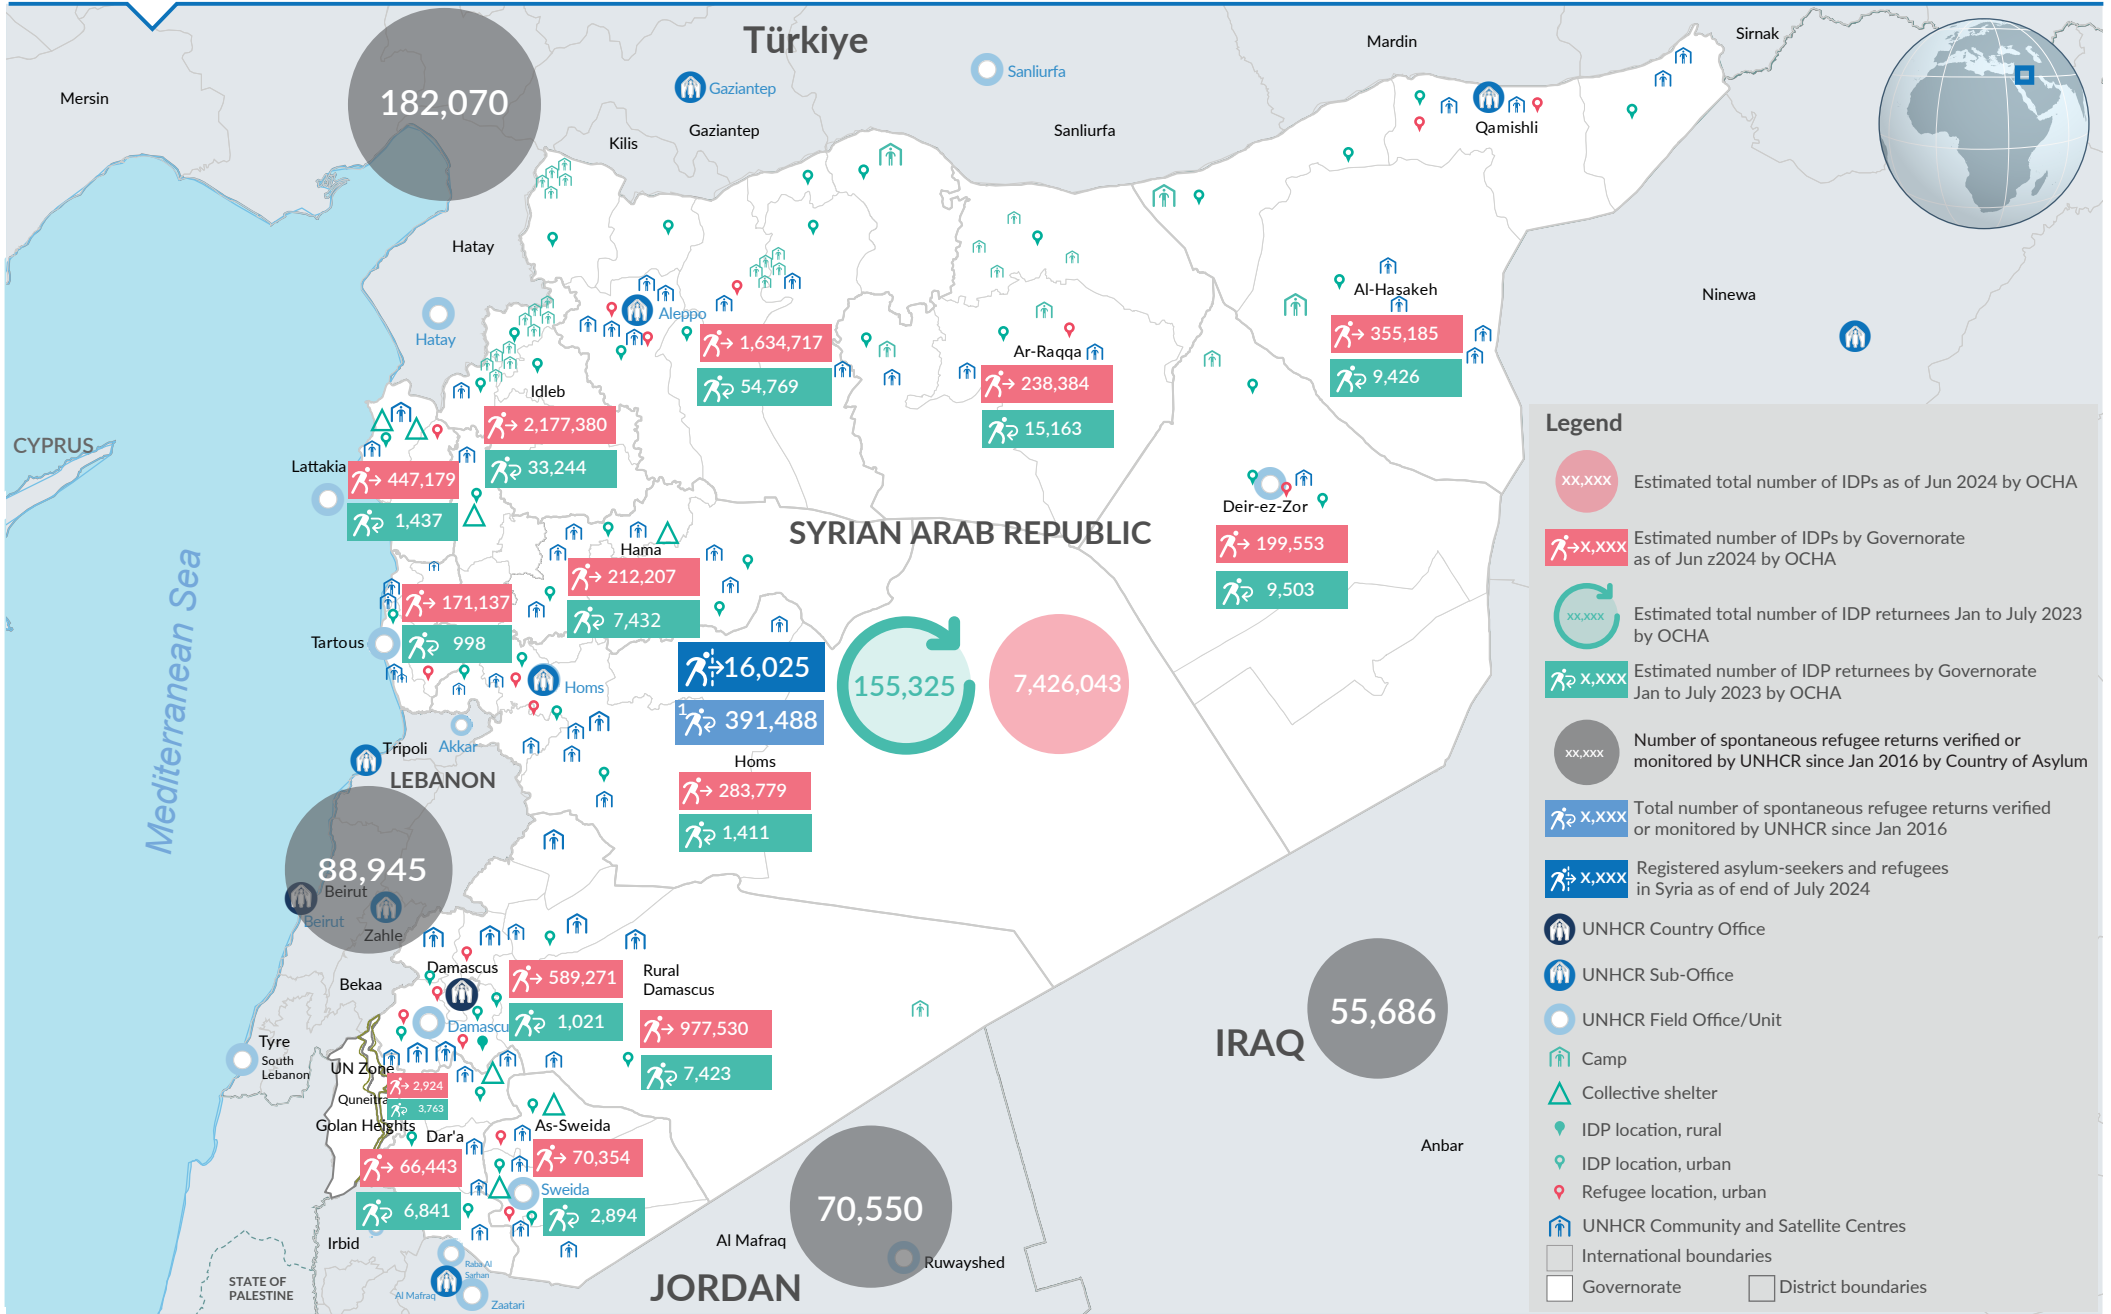 Türkiye
Mardin
Sirnak
Sanliurfa
Gaziantep
Mersin
182,070
Gaziantep
Sanliurfa
Kilis
Qamishli
Hatay
Al-Hasakeh
Ninewa
Aleppo
355,185
9,426
Hatay
1,634,717
54,769
Ar-Raqqa
238,384
15,163
Idleb
2,177,380
33,244
CYPRUS
Lattakia
447,179
1,437
Deir-ez-Zor
199,553
9,503
SYRIAN ARAB REPUBLIC
Hama
212,207
7,432
Mediterranean Sea
171,137
998
Tartous
16,025
1 391,488
155,325
7,426,043
Homs
Homs
283,779
1,411
Tripoli
Akkar
LEBANON
88,945
Beirut
Beirut
Zahle
Bekaa
Damascus
589,271
1,021
Damascu
Rural
Damascus
977,530
7,423
Tyre
South
Lebanon
UN Zone
2,924
3,763
Quneitra
Golan Heights
Dar'a
66,443
6,841
As-Sweida
70,354
2,894
Sweida
IRAQ
55,686
Anbar
70,550
Al Mafraq
Ruwayshed
JORDAN
Irbid
Raba Al
Sarhan
Al Mafraq
Zaatari
STATE OF
PALESTINE
Legend
xx,xxx
Estimated total number of IDPs as of Jun 2024 by OCHA
X,XXX
Estimated number of IDPs by Governorate
as of Jun z2024 by OCHA
xx,xxx
Estimated total number of IDP returnees Jan to July 2023
by OCHA
X,XXX
Estimated number of IDP returnees by Governorate
Jan to July 2023 by OCHA
xx,xxx
Number of spontaneous refugee returns verified or
monitored by UNHCR since Jan 2016 by Country of Asylum
X,XXX
Total number of spontaneous refugee returns verified
or monitored by UNHCR since Jan 2016
X,XXX
Registered asylum-seekers and refugees
in Syria as of end of July 2024
UNHCR Country Office
UNHCR Sub-Office
UNHCR Field Office/Unit
Camp
Collective shelter
IDP location, rural
IDP location, urban
Refugee location, urban
UNHCR Community and Satellite Centres
International boundaries
Governorate
District boundaries